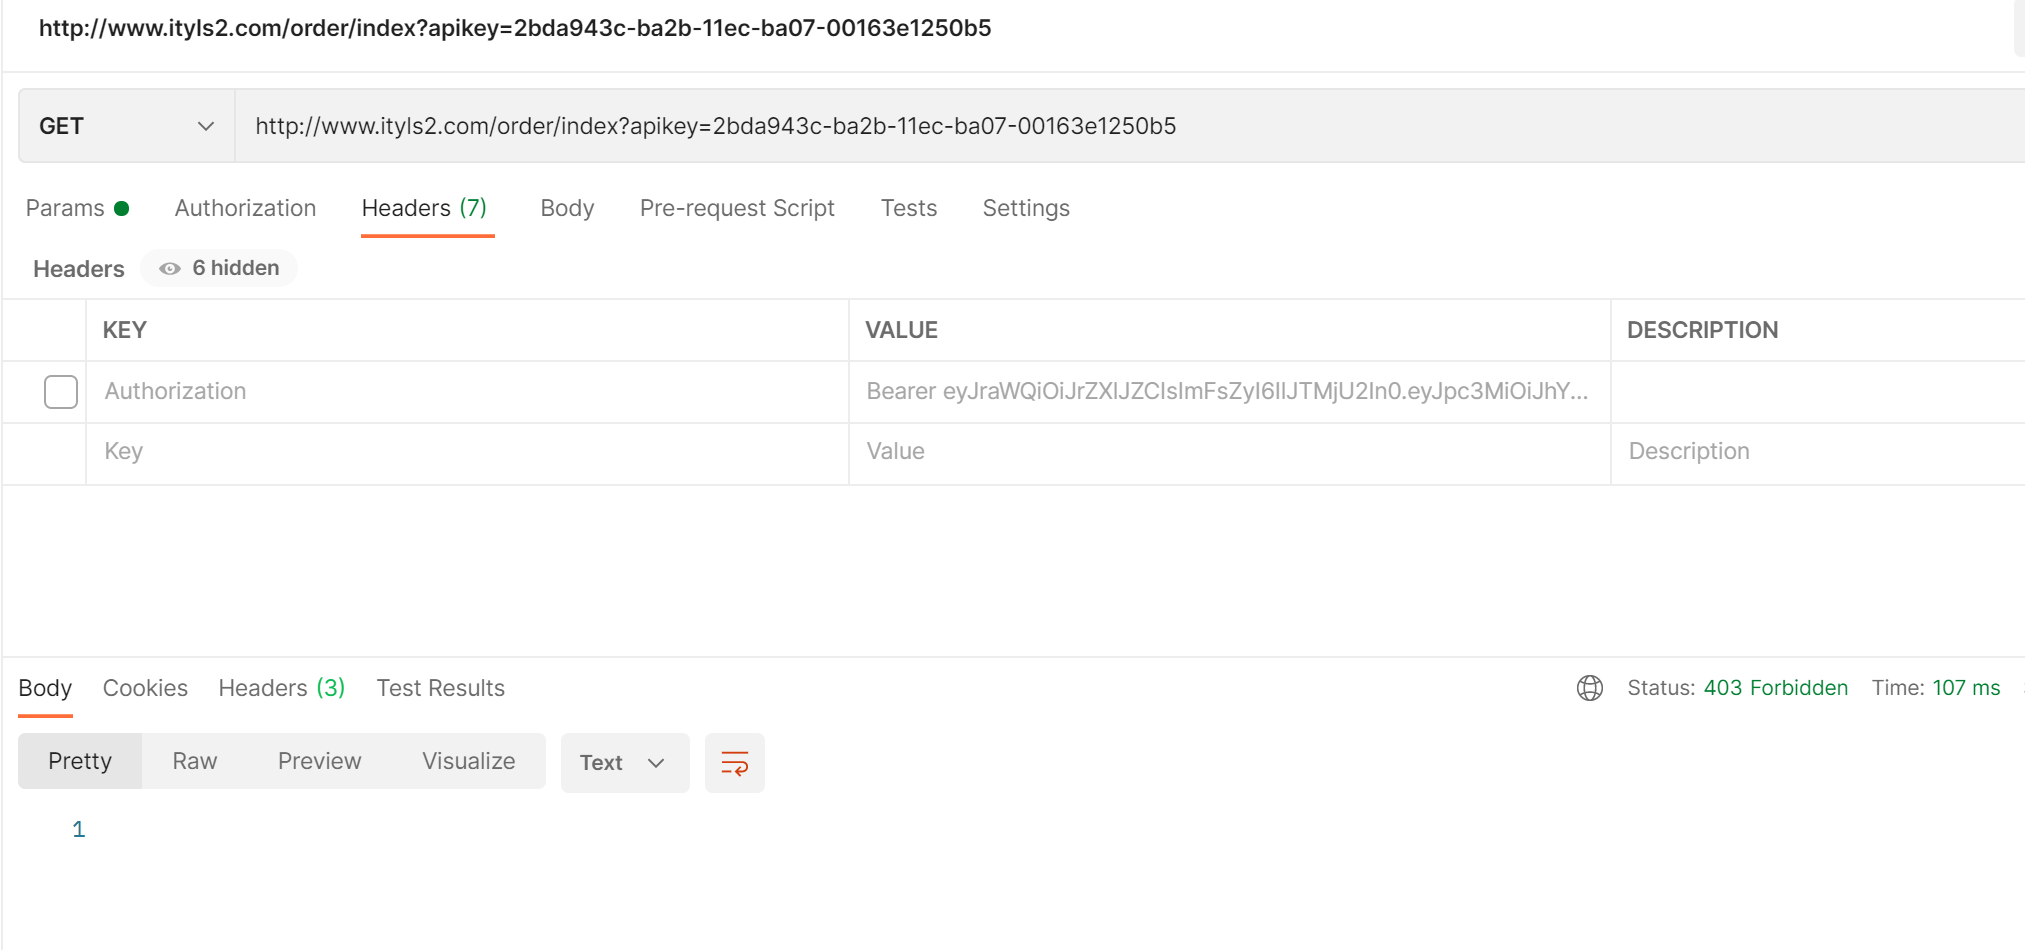 http://www.ityls2.com/order/index?apikey=2bda943c-ba2b-11ec-ba07-00163e1250b5
GET http://www.ityls2.com/order/index?apikey=2bda943c-ba2b-11ec-ba07-00163e1250b5
Params Authorization Headers (7) Body Pre-request Script Tests Settings
Headers 6 hidden
KEY VALUE DESCRIPTION
Authorization Bearer eyJraWQiOiJrZXlJZCIsImFsZyI6IlJTMjU2In0.eyJpc3MiOiJhY...
Key Value Description
Body Cookies Headers (3) Test Results Status: 403 Forbidden Time: 107 ms
Pretty Raw Preview Visualize Text
1